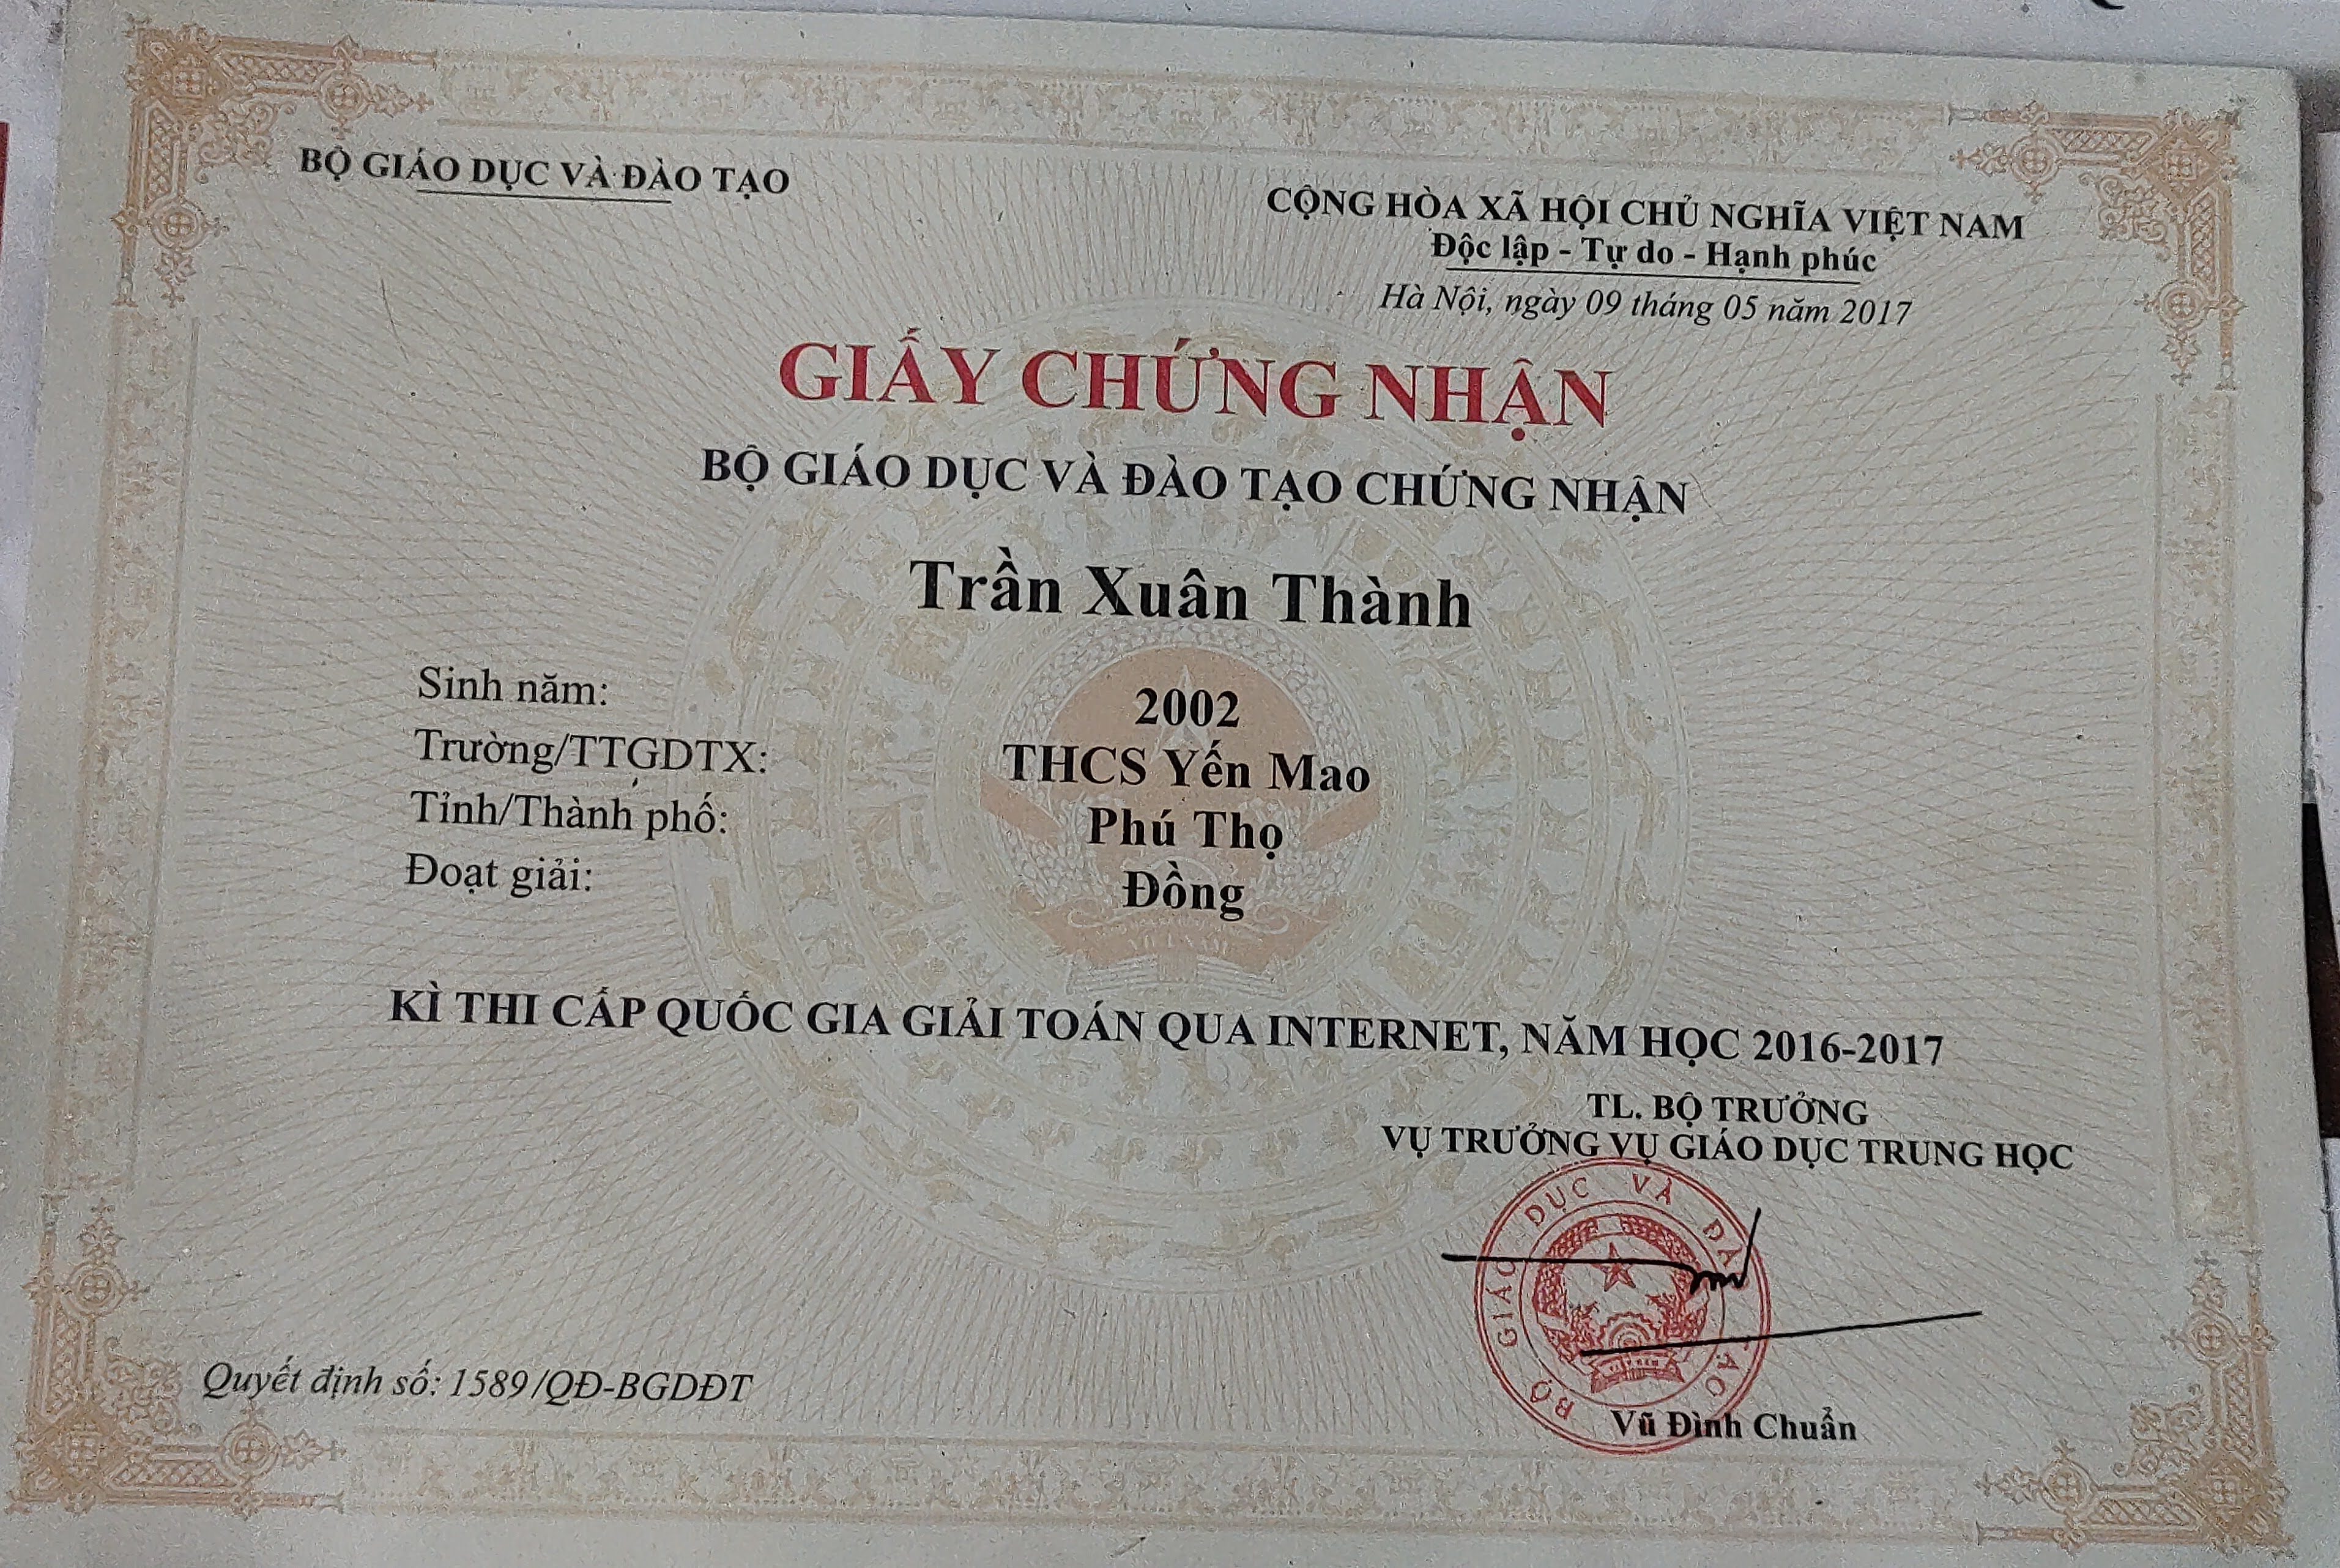 BỘ GIÁO DỤC VÀ ĐÀO TẠO
CỘNG HÒA XÃ HỘI CHỦ NGHĨA VIỆT NAM
Độc lập - Tự do - Hạnh phúc
Hà Nội, ngày 09 tháng 05 năm 2017
GIẤY CHỨNG NHẬN
BỘ GIÁO DỤC VÀ ĐÀO TẠO CHỨNG NHẬN
Trần Xuân Thành
Sinh năm: 2002
Trường/TTGDTX: THCS Yến Mao
Tỉnh/Thành phố: Phú Thọ
Đoạt giải: Đồng
VIỆT NAM
KÌ THI CẤP QUỐC GIA GIẢI TOÁN QUA INTERNET, NĂM HỌC 2016-2017
TL. BỘ TRƯỞNG
VỤ TRƯỞNG VỤ GIÁO DỤC TRUNG HỌC
BỘ GIÁO DỤC VÀ ĐÀO TẠO
Quyết định số: 1589/QĐ-BGDĐT
Vũ Đình Chuẩn